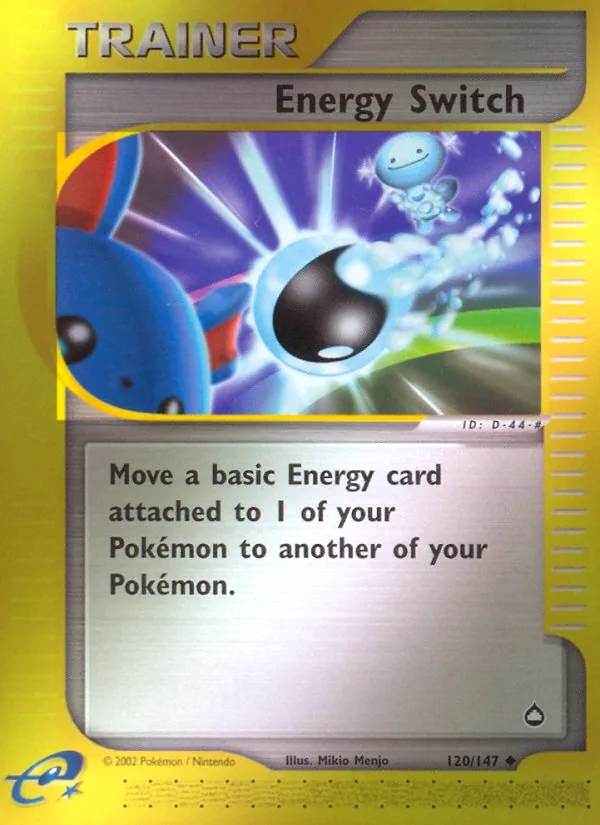 TRAINER
Energy Switch
ID: D-44-#
Move a basic Energy card
attached to 1 of your
Pokémon to another of your
Pokémon.
© 2002 Pokémon / Nintendo
Illus. Mikio Menjo
120/147 ◆
e